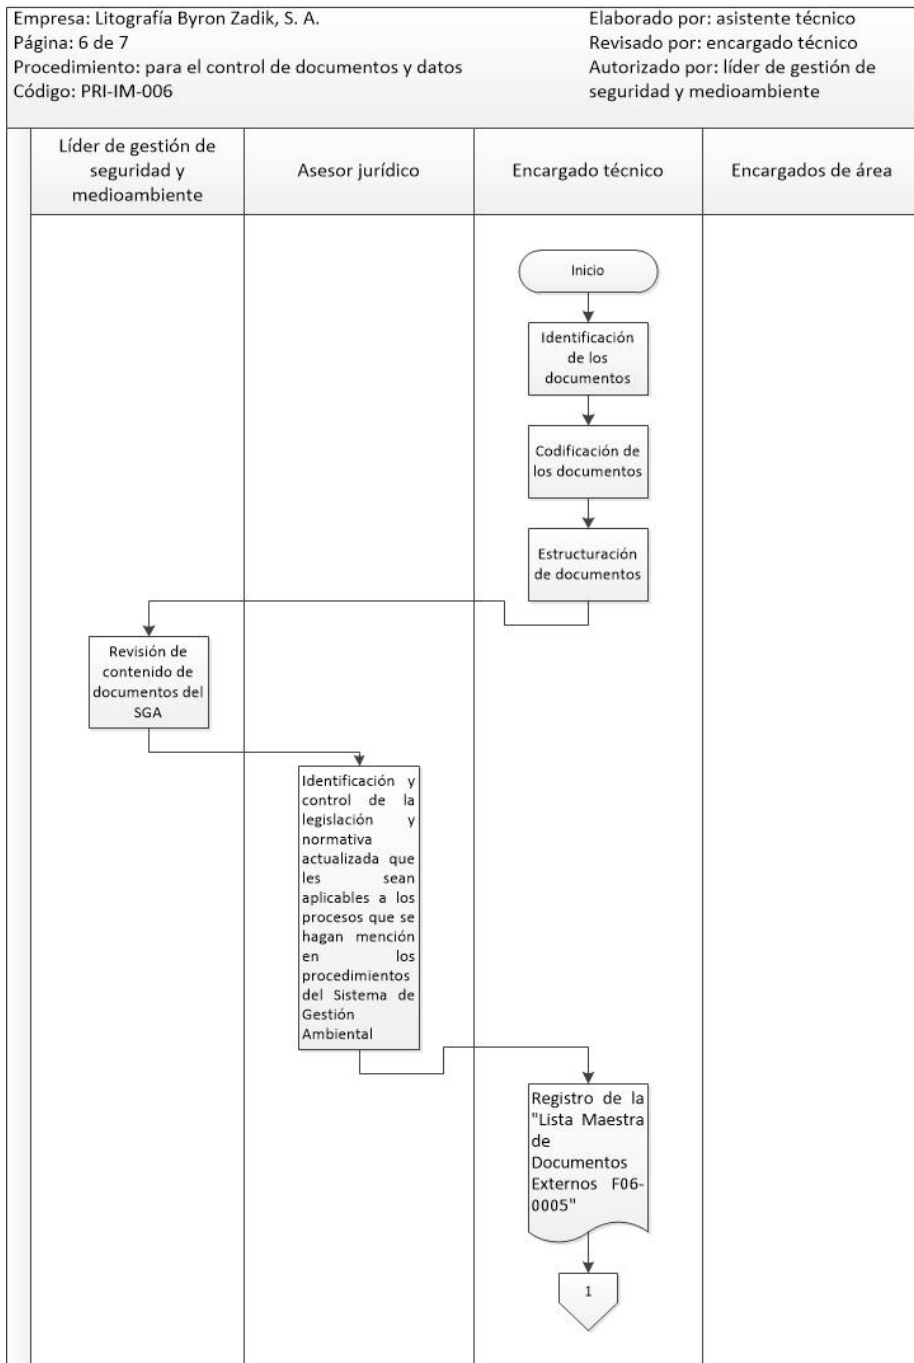 Empresa: Litografía Byron Zadik, S. A.
Página: 6 de 7
Procedimiento: para el control de documentos y datos
Código: PRI-IM-006
Elaborado por: asistente técnico
Revisado por: encargado técnico
Autorizado por: líder de gestión de
seguridad y medioambiente
Líder de gestión de
seguridad y
medioambiente
Asesor jurídico
Encargado técnico
Encargados de área
Inicio
Identificación
de los
documentos
Codificación de
los documentos
Estructuración
de documentos
Revisión de
contenido de
documentos del
SGA
Identificación y
control de la
legislación y
normativa
actualizada que
les sean
aplicables a los
procesos que se
hagan mención
en los
procedimientos
del Sistema de
Gestión
Ambiental
Registro de la
"Lista Maestra
de
Documentos
Externos F06-
0005"
1